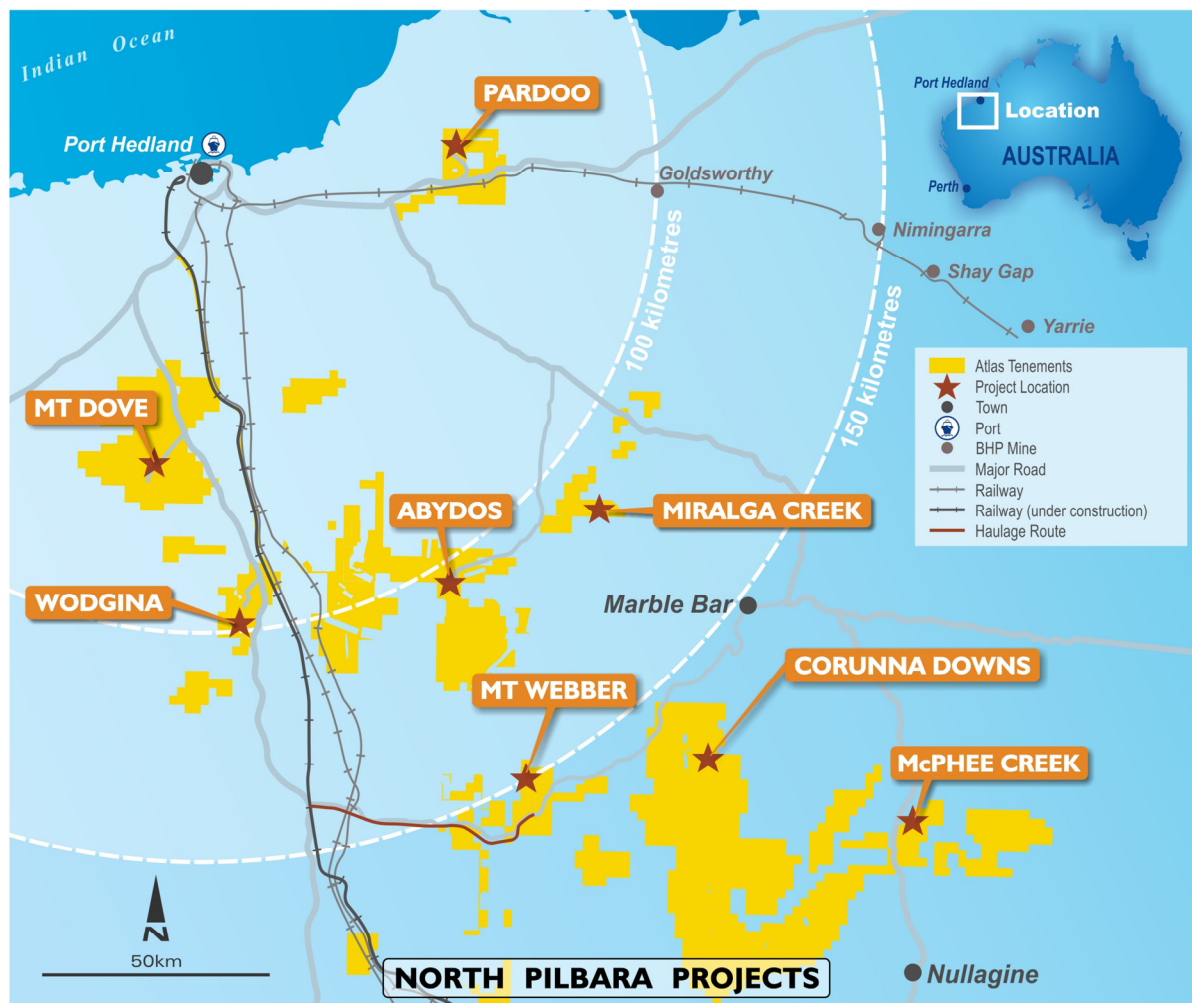 Indian Ocean
PARDOO
Port Hedland
Port Hedland
Location
AUSTRALIA
Perth
Goldsworthy
Nimingarra
Shay Gap
Yarrie
100 kilometres
150 kilometres
Atlas Tenements
Project Location
Town
Port
BHP Mine
Major Road
Railway
Railway (under construction)
Haulage Route
MT DOVE
ABYDOS
MIRALGA CREEK
WODGINA
Marble Bar
MT WEBBER
CORUNNA DOWNS
McPHEE CREEK
N
50km
NORTH PILBARA PROJECTS
Nullagine